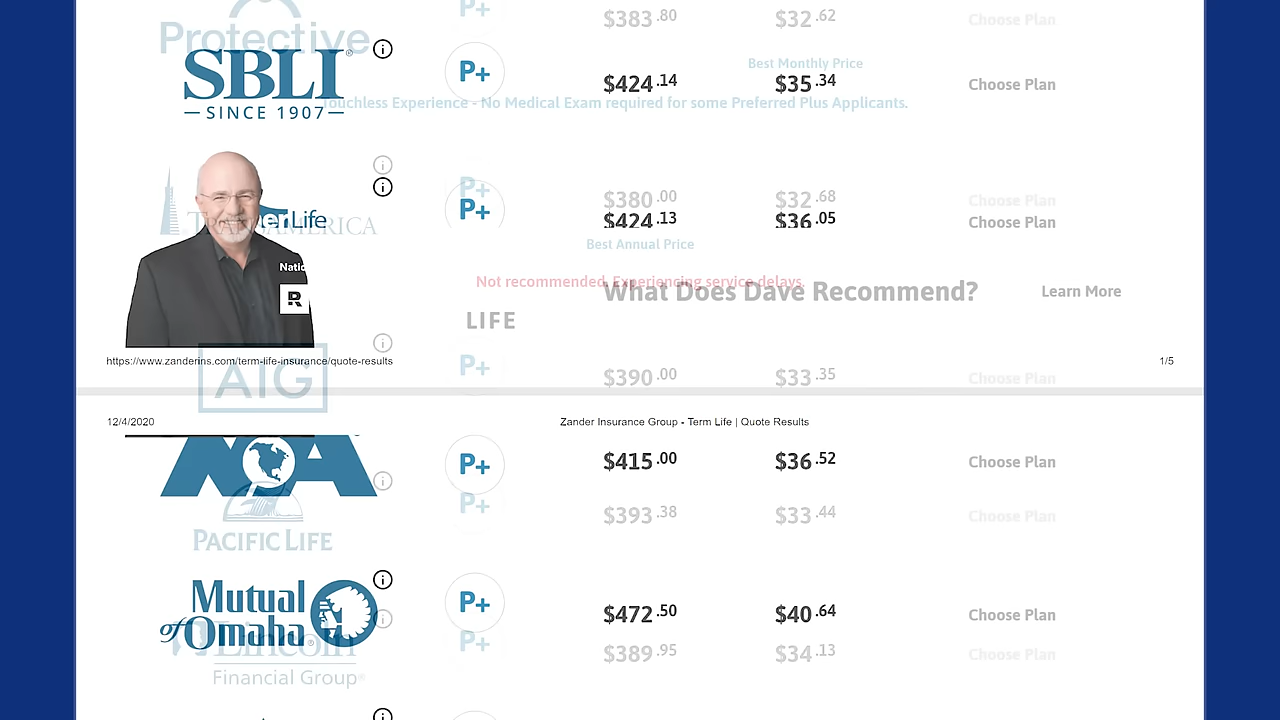 Protective
$383.80 $32.62 Choose Plan
P+
SBLI®
SINCE 1907
P+
Best Monthly Price
$424.14 $35.34 Choose Plan
Touchless Experience - No Medical Exam required for some Preferred Plus Applicants.
TRANSAMERICA
P+
$380.00 $32.68 Choose Plan
erLife
P+
$424.13 $36.05 Choose Plan
Best Annual Price
Not recommended. Experiencing service delays.
R
What Does Dave Recommend? Learn More
LIFE
https://www.zanderins.com/term-life-insurance/quote-results 1/5
AIG
P+
$390.00 $33.35 Choose Plan
12/4/2020 Zander Insurance Group - Term Life | Quote Results
P+
$415.00 $36.52 Choose Plan
PACIFIC LIFE
P+
$393.38 $33.44 Choose Plan
Mutual
of Omaha®
P+
$472.50 $40.64 Choose Plan
Lincoln
Financial Group®
P+
$389.95 $34.13 Choose Plan